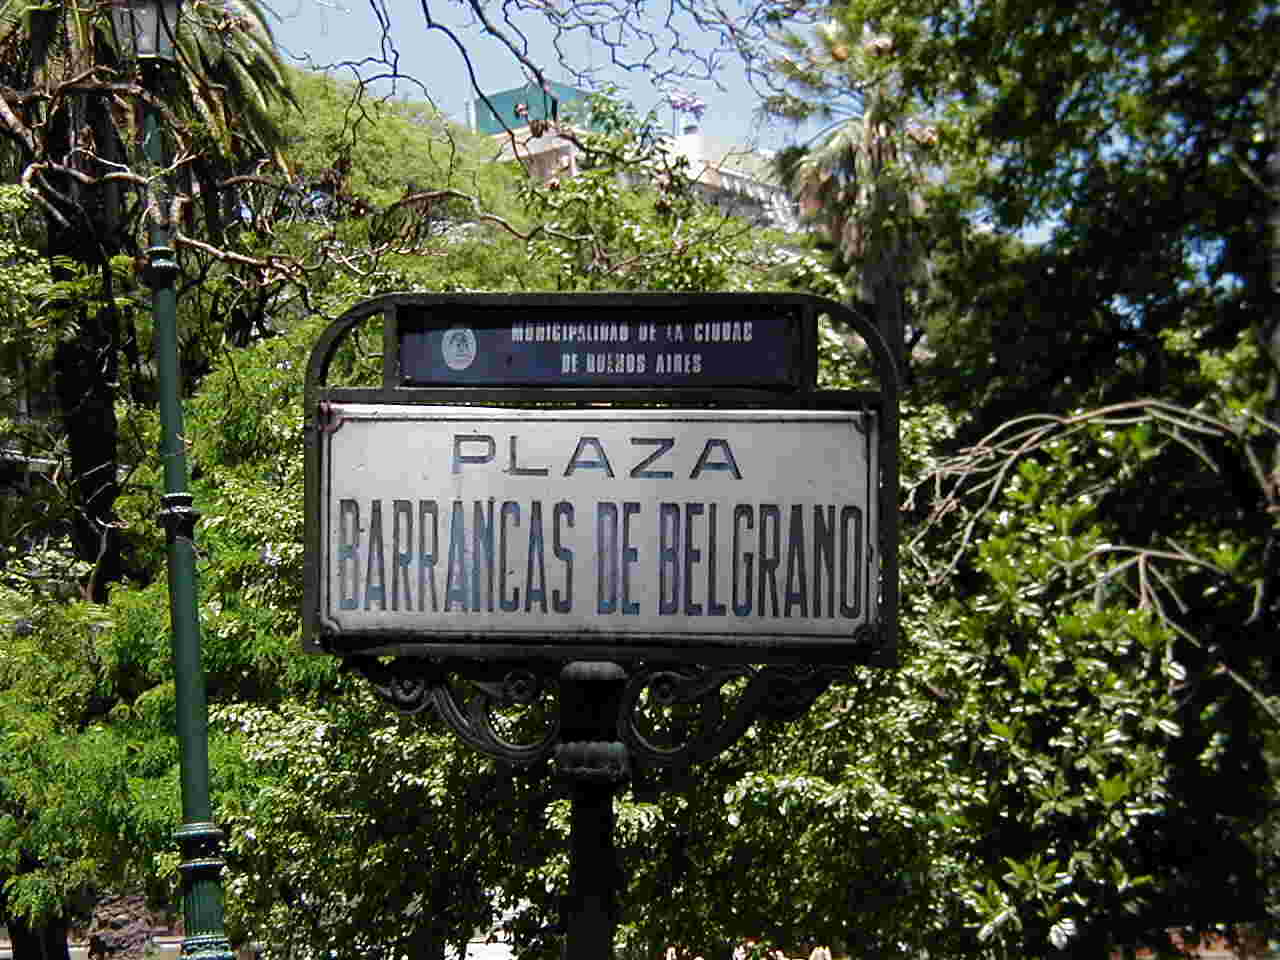 MUNICIPALIDAD DE LA CIUDAD
DE BUENOS AIRES
PLAZA
BARRANCAS DE BELGRANO